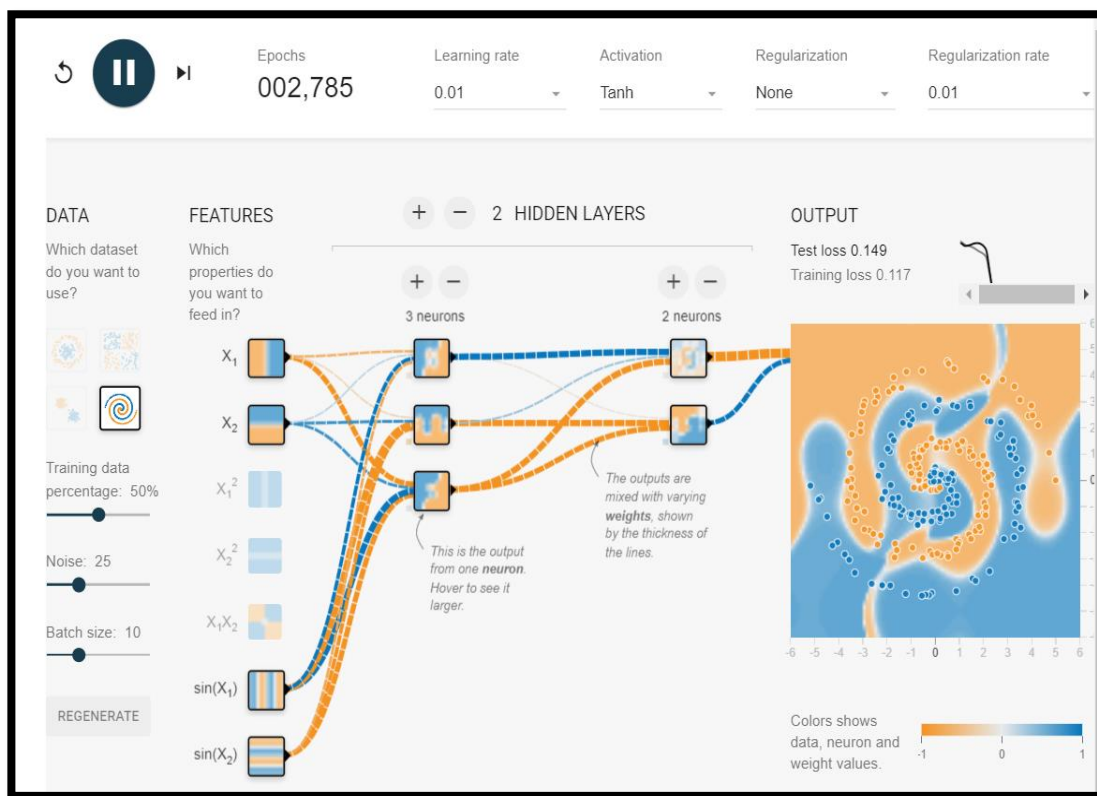 Epochs
002,785
Learning rate
0.01
Activation
Tanh
Regularization
None
Regularization rate
0.01
DATA
Which dataset
do you want to
use?
Training data
percentage: 50%
Noise: 25
Batch size: 10
REGENERATE
FEATURES
Which
properties do
you want to
feed in?
X₁
X₂
X₁²
X₂²
X₁X₂
sin(X₁)
sin(X₂)
+ − 2 HIDDEN LAYERS
+ −
3 neurons
+ −
2 neurons
This is the output
from one neuron.
Hover to see it
larger.
The outputs are
mixed with varying
weights, shown
by the thickness of
the lines.
OUTPUT
Test loss 0.149
Training loss 0.117
-6 -5 -4 -3 -2 -1 0 1 2 3 4 5 6
Colors shows
data, neuron and
weight values.
-1 0 1